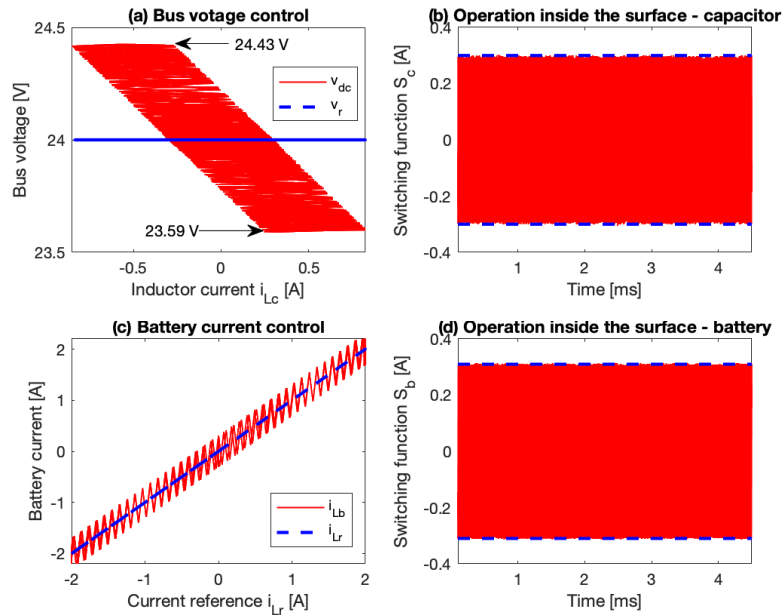 (a) Bus votage control
24.5
24
23.5
Bus voltage [V]
24.43 V
23.59 V
v_dc
v_r
-0.5
0
0.5
Inductor current i_Lc [A]
(b) Operation inside the surface - capacitor
0.4
0.2
0
-0.2
-0.4
Switching function S_c [A]
1
2
3
4
Time [ms]
(c) Battery current control
2
1
0
-1
-2
Battery current [A]
i_Lb
i_Lr
-2
-1
0
1
2
Current reference i_Lr [A]
(d) Operation inside the surface - battery
0.4
0.2
0
-0.2
-0.4
Switching function S_b [A]
1
2
3
4
Time [ms]